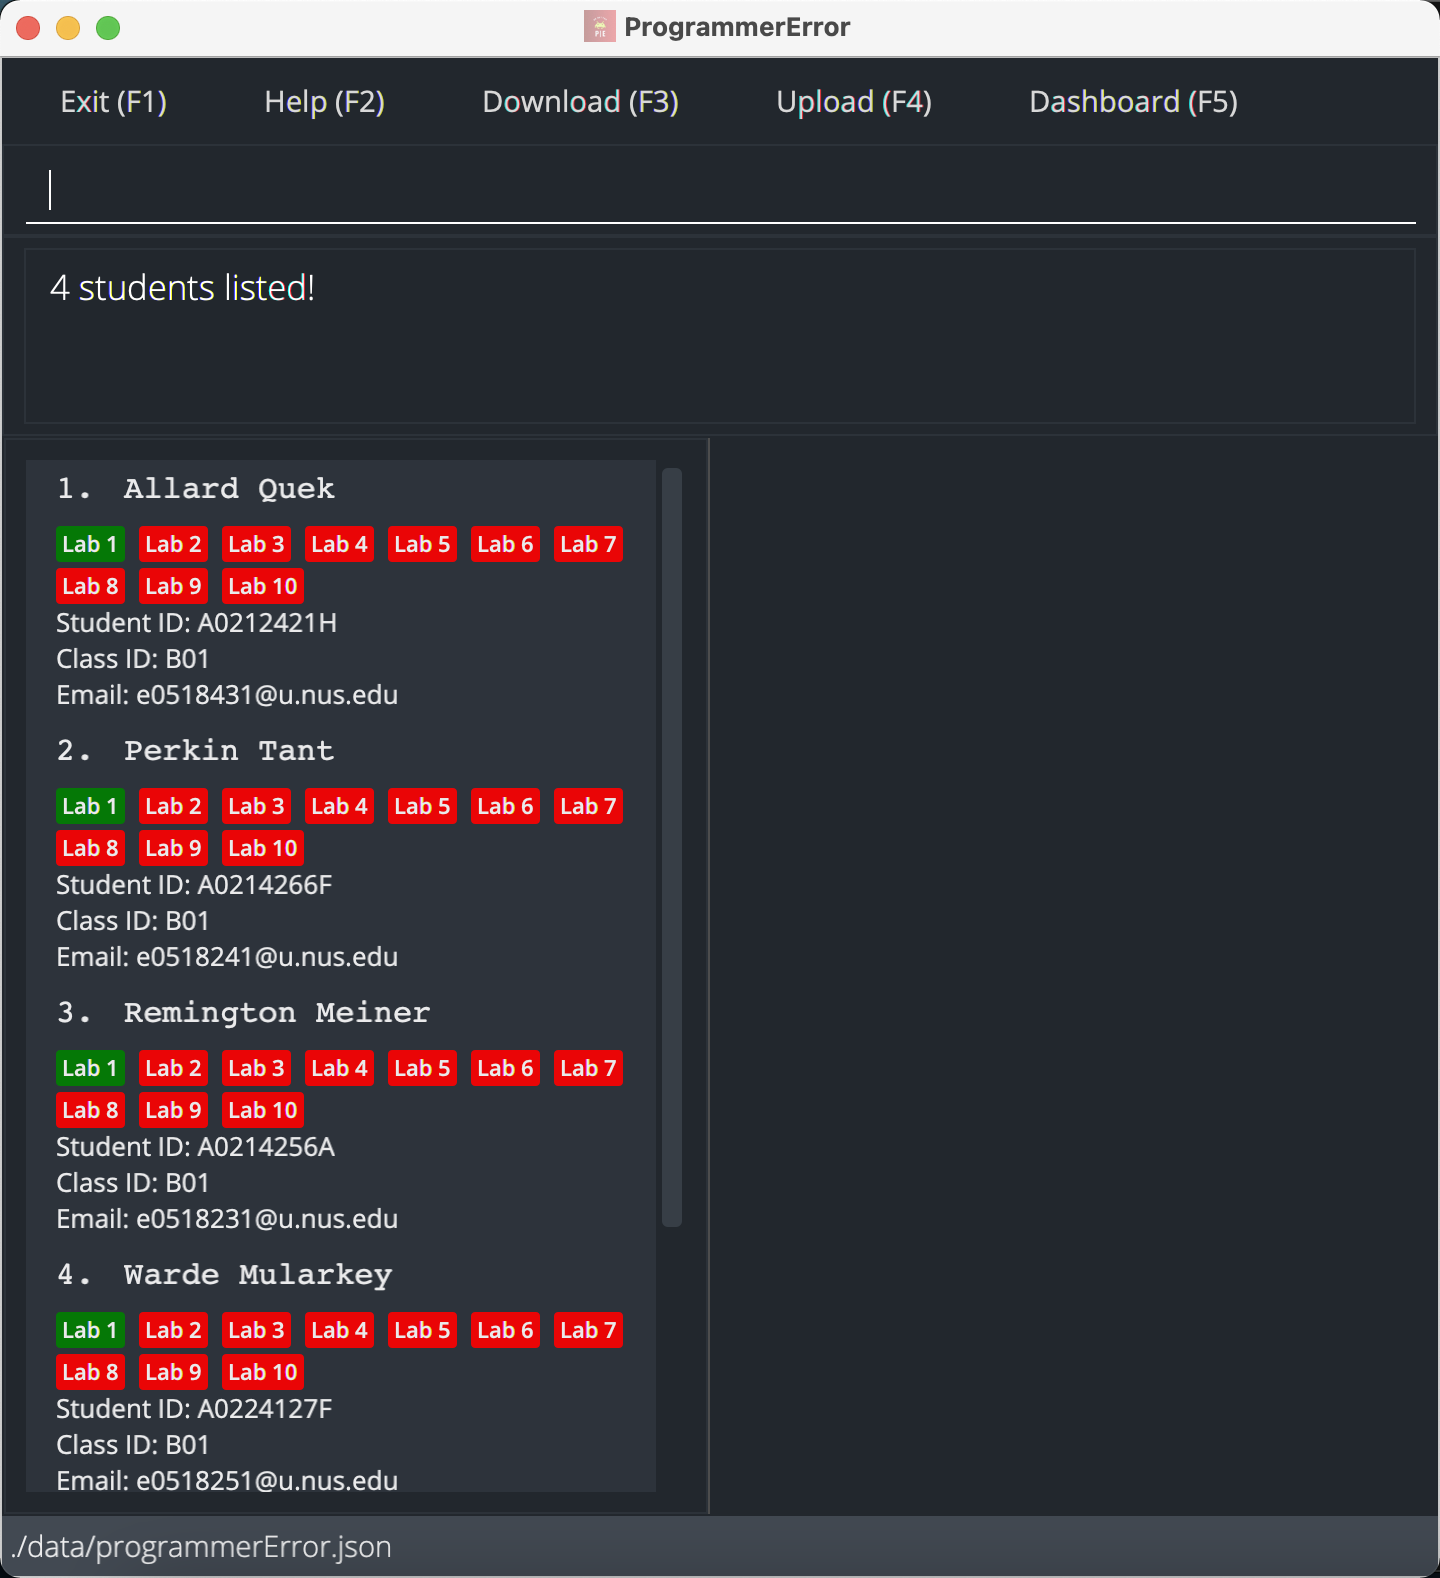 ProgrammerError
Exit (F1) Help (F2) Download (F3) Upload (F4) Dashboard (F5)
4 students listed!
1. Allard Quek
Lab 1 Lab 2 Lab 3 Lab 4 Lab 5 Lab 6 Lab 7
Lab 8 Lab 9 Lab 10
Student ID: A0212421H
Class ID: B01
Email: e0518431@u.nus.edu
2. Perkin Tant
Lab 1 Lab 2 Lab 3 Lab 4 Lab 5 Lab 6 Lab 7
Lab 8 Lab 9 Lab 10
Student ID: A0214266F
Class ID: B01
Email: e0518241@u.nus.edu
3. Remington Meiner
Lab 1 Lab 2 Lab 3 Lab 4 Lab 5 Lab 6 Lab 7
Lab 8 Lab 9 Lab 10
Student ID: A0214256A
Class ID: B01
Email: e0518231@u.nus.edu
4. Warde Mularkey
Lab 1 Lab 2 Lab 3 Lab 4 Lab 5 Lab 6 Lab 7
Lab 8 Lab 9 Lab 10
Student ID: A0224127F
Class ID: B01
Email: e0518251@u.nus.edu
./data/programmerError.json